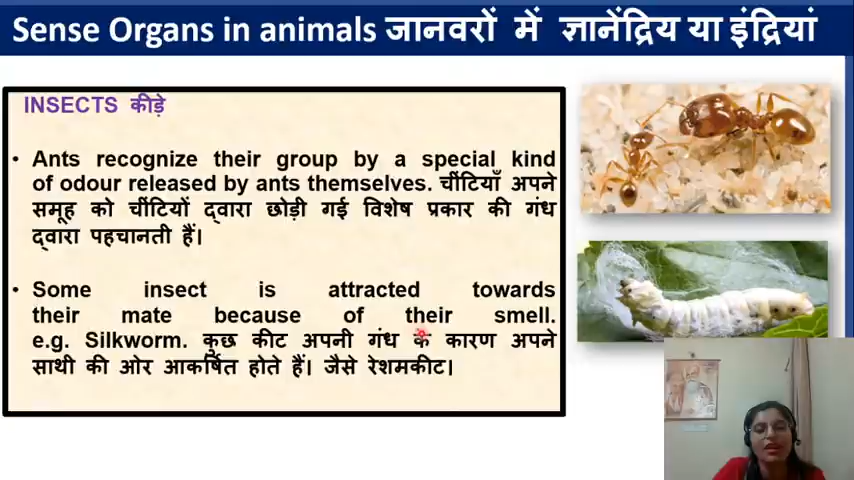 Sense Organs in animals जानवरों में ज्ञानेंद्रिय या इंद्रियां
INSECTS कीड़े
• Ants recognize their group by a special kind
of odour released by ants themselves. चींटियाँ अपने
समूह को चींटियों द्वारा छोड़ी गई विशेष प्रकार की गंध
द्वारा पहचानती हैं।
• Some insect is attracted towards
their mate because of their smell.
e.g. Silkworm. कुछ कीट अपनी गंध के कारण अपने
साथी की ओर आकर्षित होते हैं। जैसे रेशमकीट।